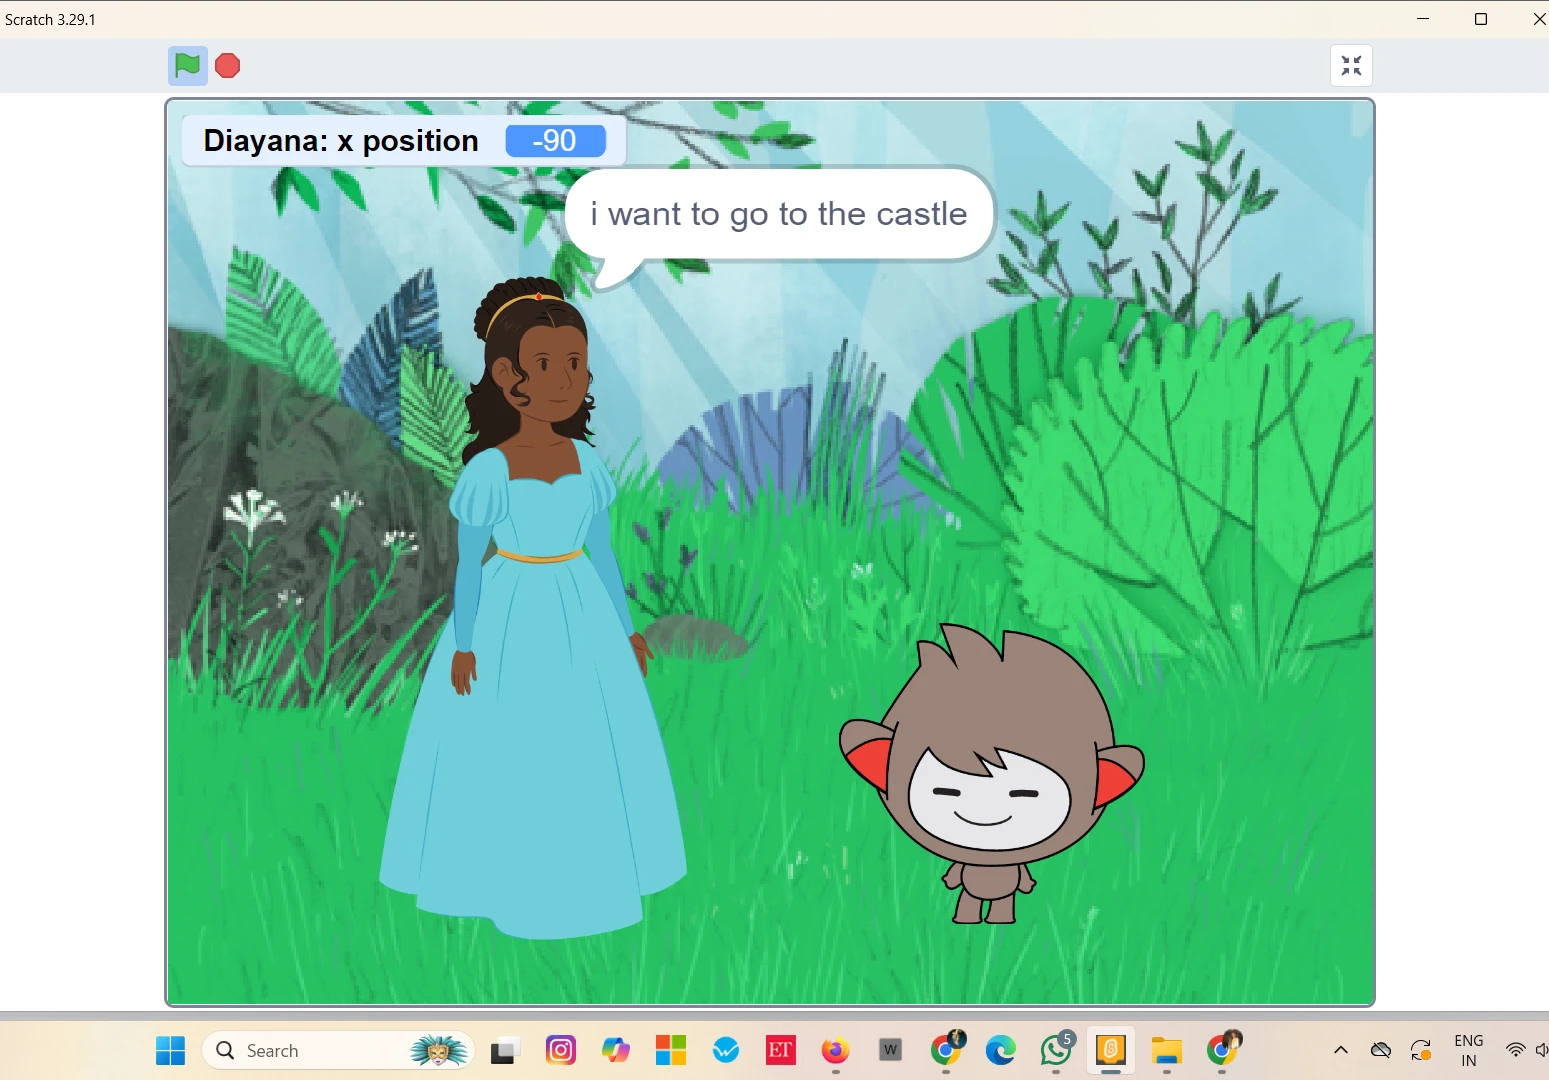 Scratch 3.29.1
Diayana: x position -90
i want to go to the castle
Search
ET
W
5
ENG
IN